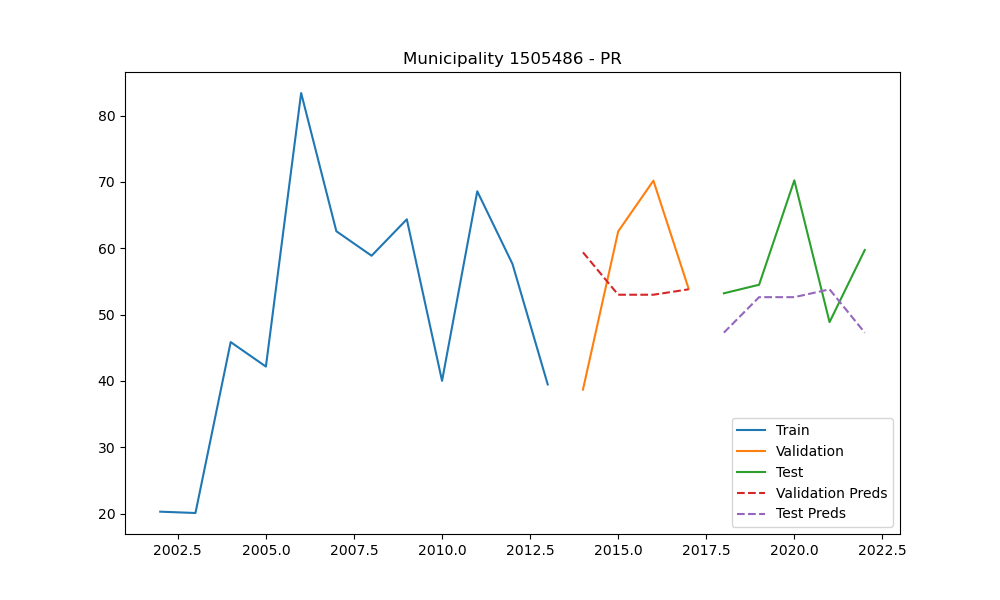 Municipality 1505486 - PR
80
70
60
50
40
30
20
2002.5 2005.0 2007.5 2010.0 2012.5 2015.0 2017.5 2020.0 2022.5
Train
Validation
Test
Validation Preds
Test Preds